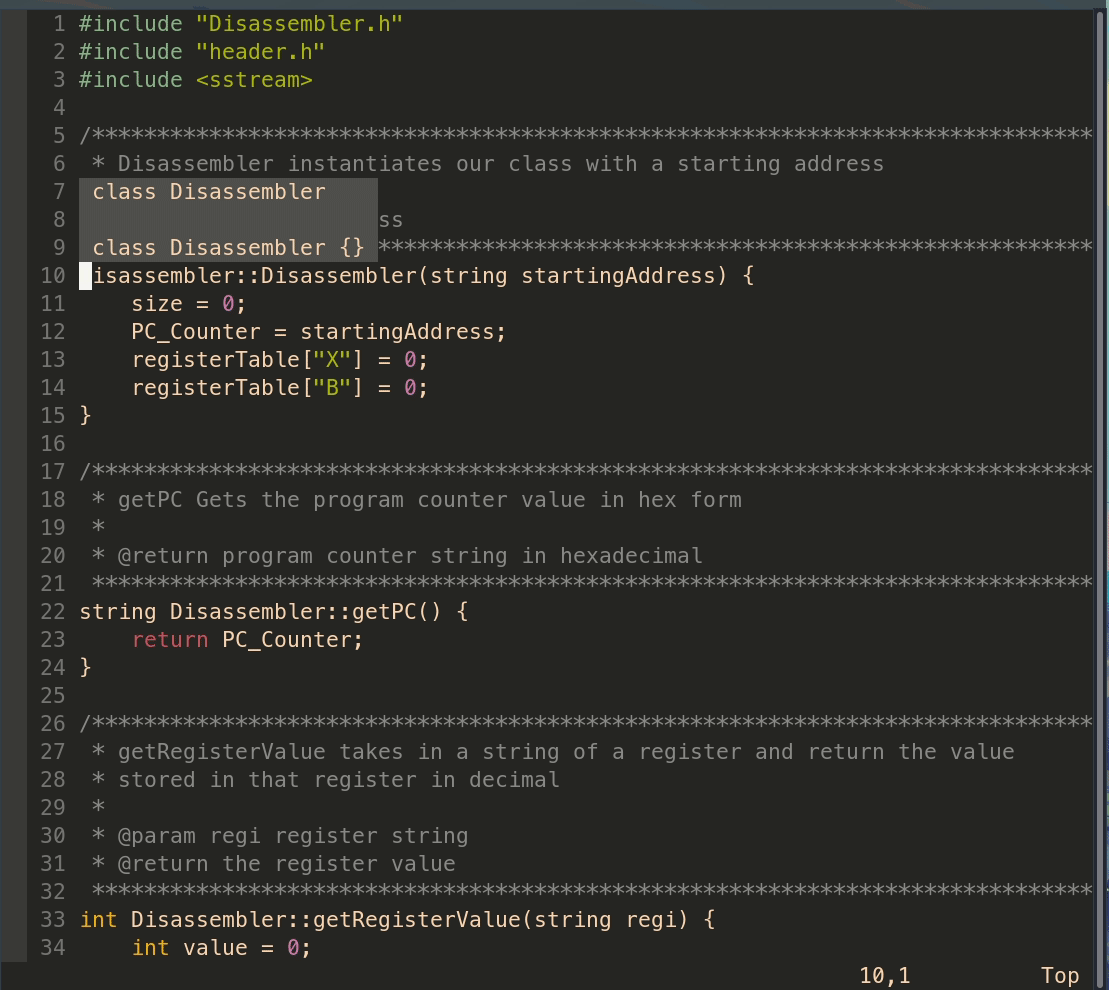 1 #include "Disassembler.h"
2 #include "header.h"
3 #include <sstream>
4
5 /*****************************************************************************
6  * Disassembler instantiates our class with a starting address
7  class Disassembler
8 ss
9  class Disassembler {} *******************************************************
10 isassembler::Disassembler(string startingAddress) {
11     size = 0;
12     PC_Counter = startingAddress;
13     registerTable["X"] = 0;
14     registerTable["B"] = 0;
15 }
16
17 /*****************************************************************************
18  * getPC Gets the program counter value in hex form
19  *
20  * @return program counter string in hexadecimal
21  *****************************************************************************
22 string Disassembler::getPC() {
23     return PC_Counter;
24 }
25
26 /*****************************************************************************
27  * getRegisterValue takes in a string of a register and return the value
28  * stored in that register in decimal
29  *
30  * @param regi register string
31  * @return the register value
32  *****************************************************************************
33 int Disassembler::getRegisterValue(string regi) {
34     int value = 0;
10,1 Top